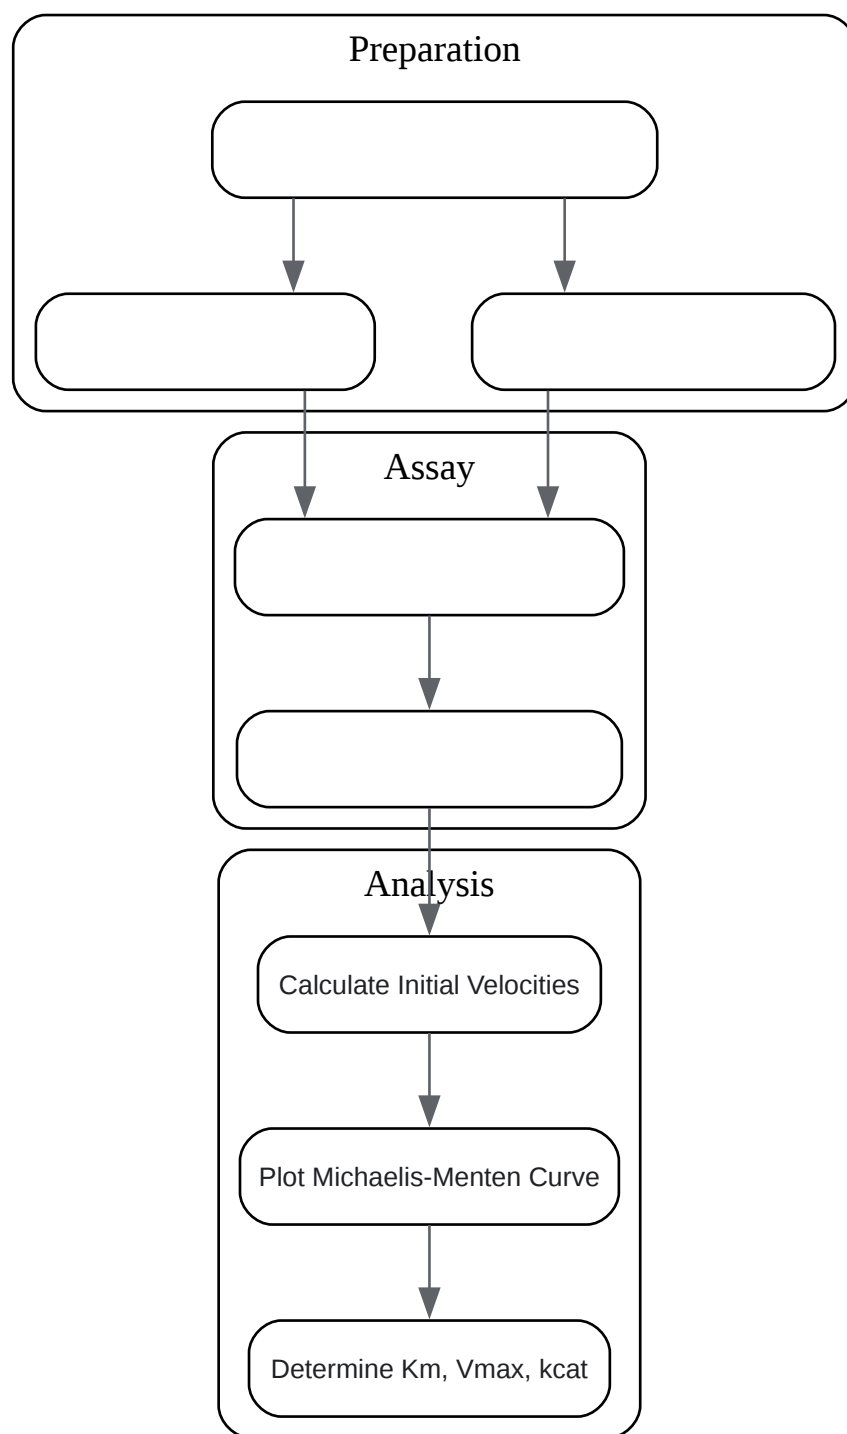 Preparation
Assay
Analysis
Calculate Initial Velocities
Plot Michaelis-Menten Curve
Determine Km, Vmax, kcat